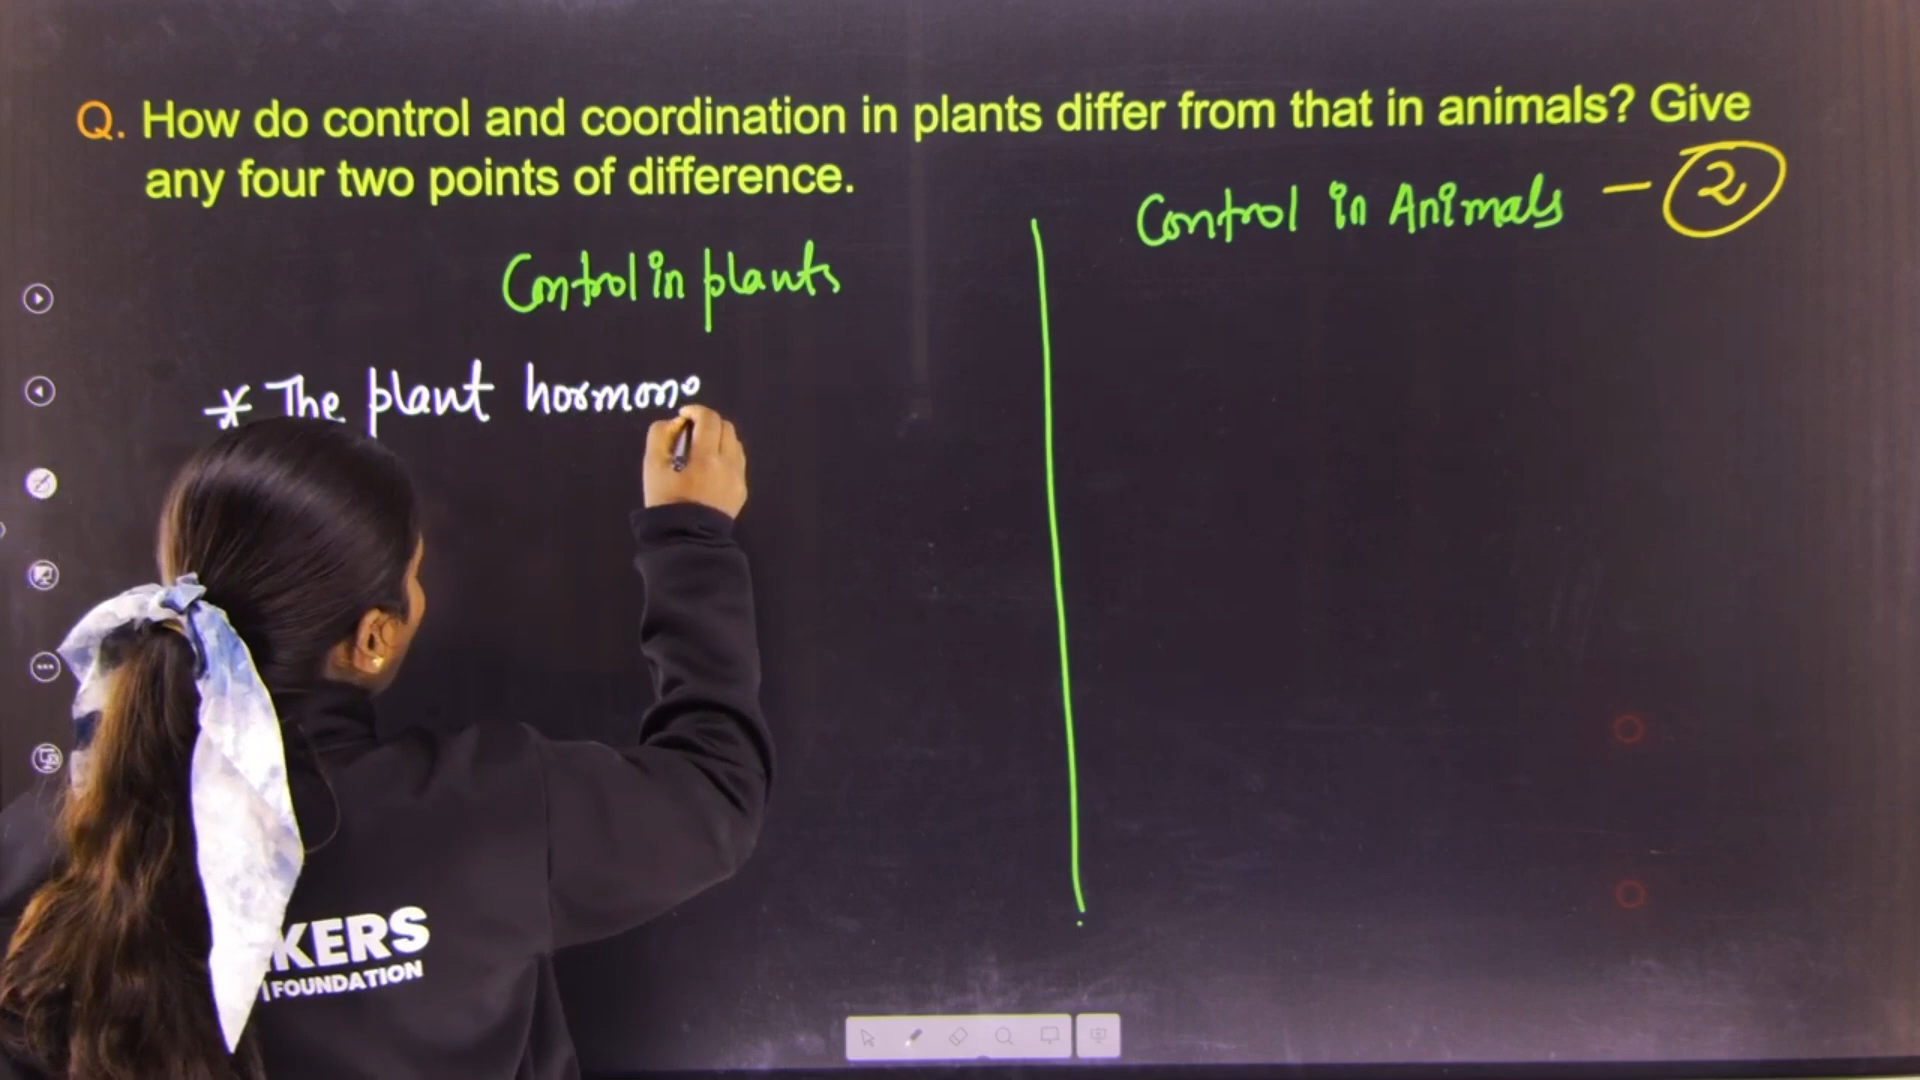 Q. How do control and coordination in plants differ from that in animals? Give
any four two points of difference.
Control in Animals - 2
Control in plants
* The plant hormone
KERS
FOUNDATION